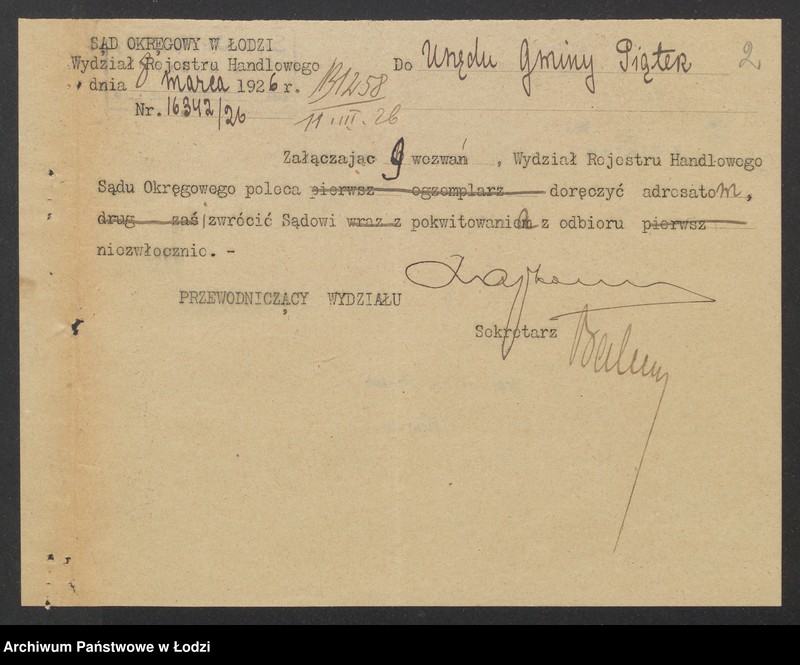 SĄD OKRĘGOWY W ŁODZI
Wydział Rejestru Handlowego
dnia 8 marca 1926 r.
Nr. 16342/26
1258
11.III.26
Do Urzędu Gminy Piątek
2
Załączając 9 wezwań , Wydział Rejestru Handlowego
Sądu Okręgowego poleca pierwsz egzemplarz doręczyć adresatom,
drug zaś zwrócić Sądowi wraz z pokwitowania z odbioru pierwsz
niezwłocznie. -
PRZEWODNICZĄCY WYDZIAŁU
Sekretarz
Archiwum Państwowe w Łodzi